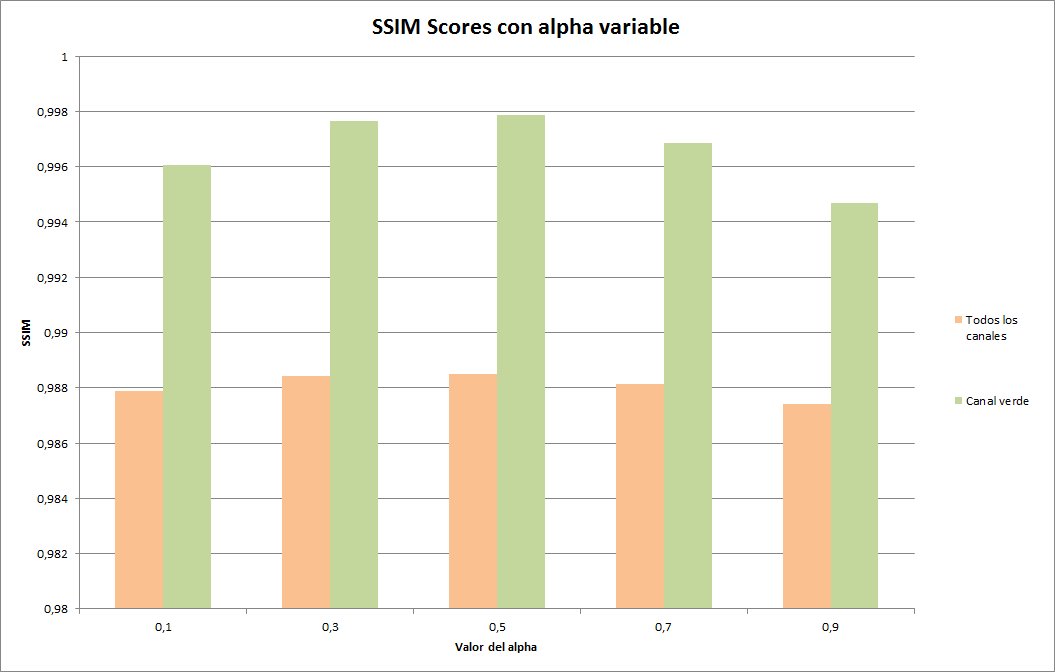 SSIM Scores con alpha variable
1
0,998
0,996
0,994
0,992
0,99
0,988
0,986
0,984
0,982
0,98
SSIM
0,1
0,3
0,5
0,7
0,9
Valor del alpha
Todos los
canales
Canal verde